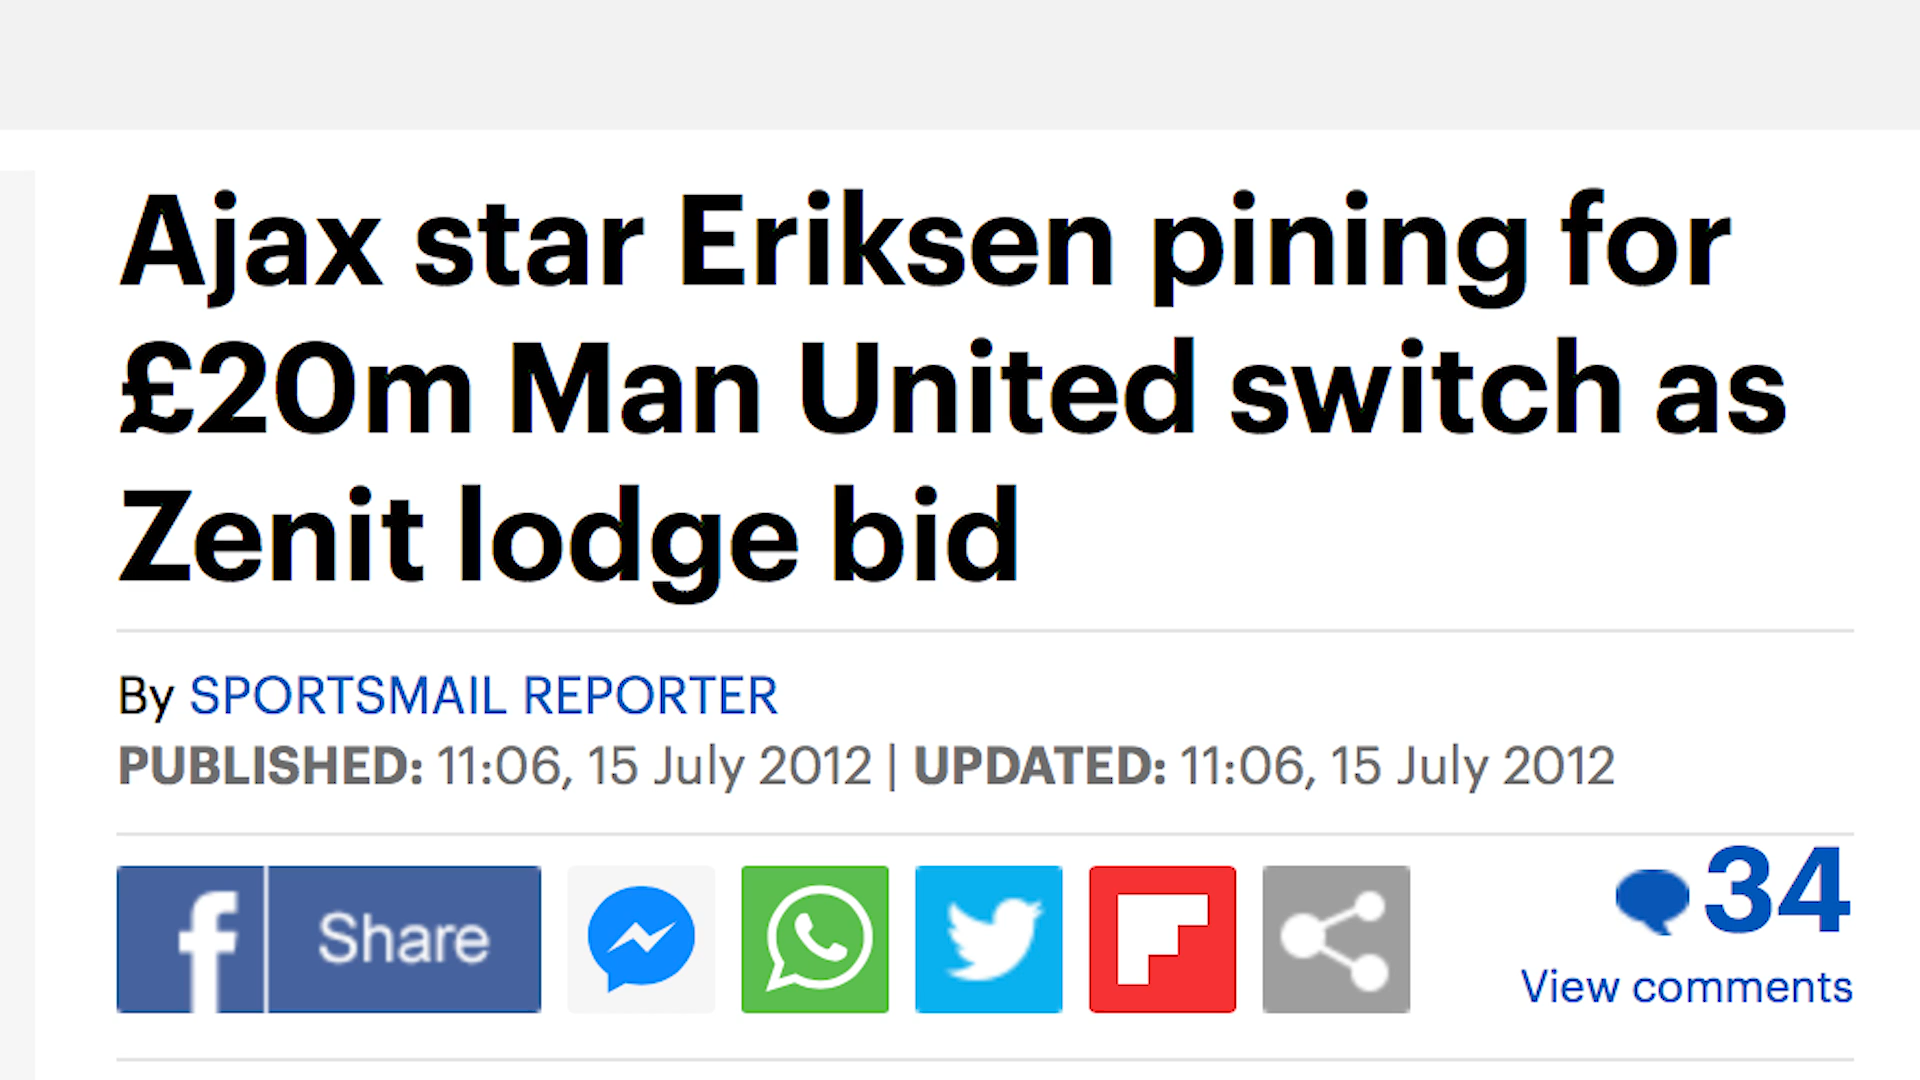 Ajax star Eriksen pining for
£20m Man United switch as
Zenit lodge bid
By SPORTSMAIL REPORTER
PUBLISHED: 11:06, 15 July 2012 | UPDATED: 11:06, 15 July 2012
f Share
34
View comments